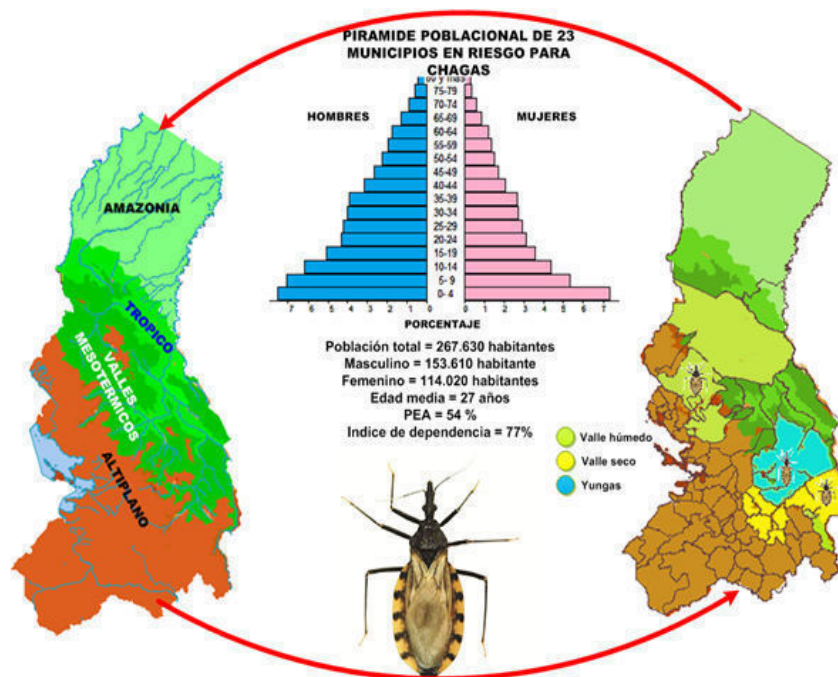 PIRAMIDE POBLACIONAL DE 23
MUNICIPIOS EN RIESGO PARA
CHAGAS
HOMBRES
MUJERES
y mas
75-79
70-74
65-69
60-64
55-59
50-54
45-49
40-44
35-39
30-34
25-29
20-24
15-19
10-14
5- 9
0- 4
7 6 5 4 3 2 1 0
0 1 2 3 4 5 6 7
PORCENTAJE
Población total = 267.630 habitantes
Masculino = 153.610 habitante
Femenino = 114.020 habitantes
Edad media = 27 años
PEA = 54 %
Indice de dependencia = 77%
AMAZONIA
TROPICO
VALLES
MESOTERMICOS
ALTIPLANO
Valle húmedo
Valle seco
Yungas